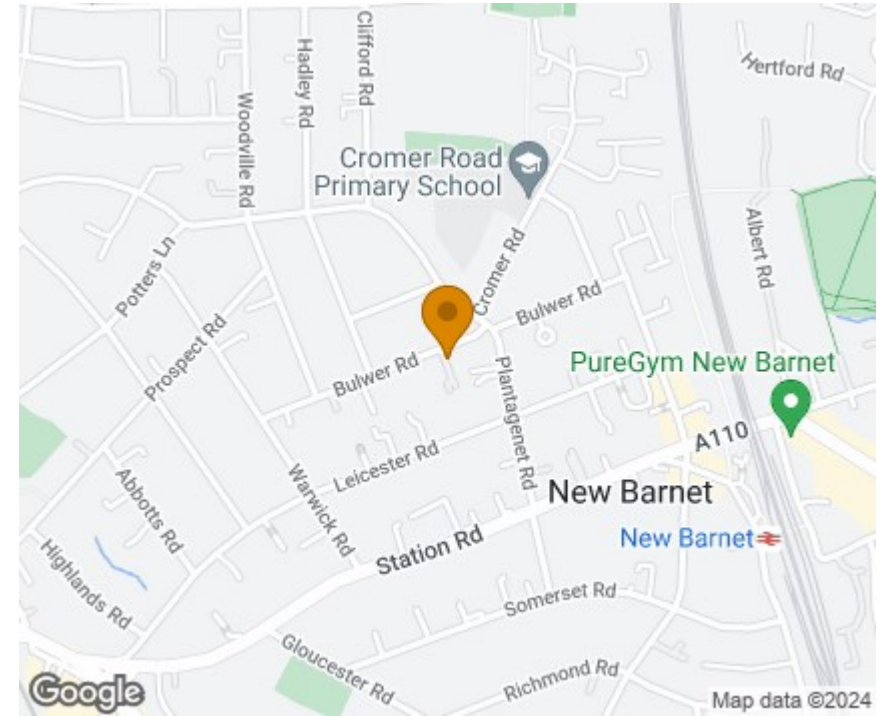 Clifford Rd
Hadley Rd
Woodville Rd
Hertford Rd
Cromer Road
Primary School
Albert Rd
Potters Ln
Cromer Rd
Bulwer Rd
Prospect Rd
Bulwer Rd
PureGym New Barnet
Plantagenet Rd
A110
Leicester Rd
Warwick Rd
New Barnet
Abbotts Rd
Station Rd
New Barnet
Highlands Rd
Somerset Rd
Gloucester Rd
Richmond Rd
Google
Map data ©2024